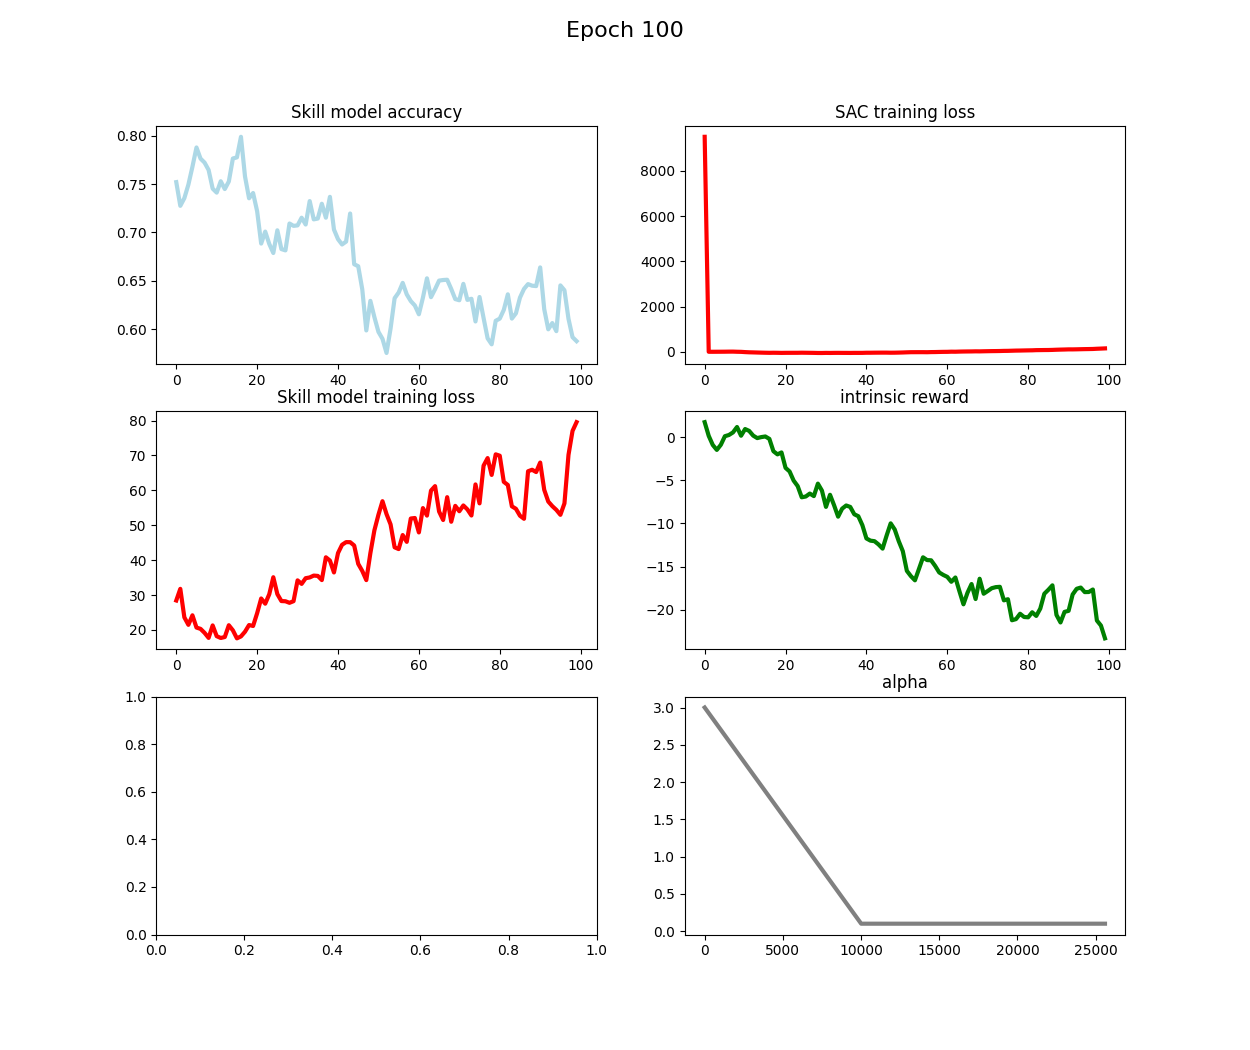 Epoch 100
Skill model accuracy
0.80
0.75
0.70
0.65
0.60
0 20 40 60 80 100
SAC training loss
8000
6000
4000
2000
0
0 20 40 60 80 100
Skill model training loss
80
70
60
50
40
30
20
0 20 40 60 80 100
intrinsic reward
0
−5
−10
−15
−20
0 20 40 60 80 100
1.0
0.8
0.6
0.4
0.2
0.0
0.0 0.2 0.4 0.6 0.8 1.0
alpha
3.0
2.5
2.0
1.5
1.0
0.5
0.0
0 5000 10000 15000 20000 25000